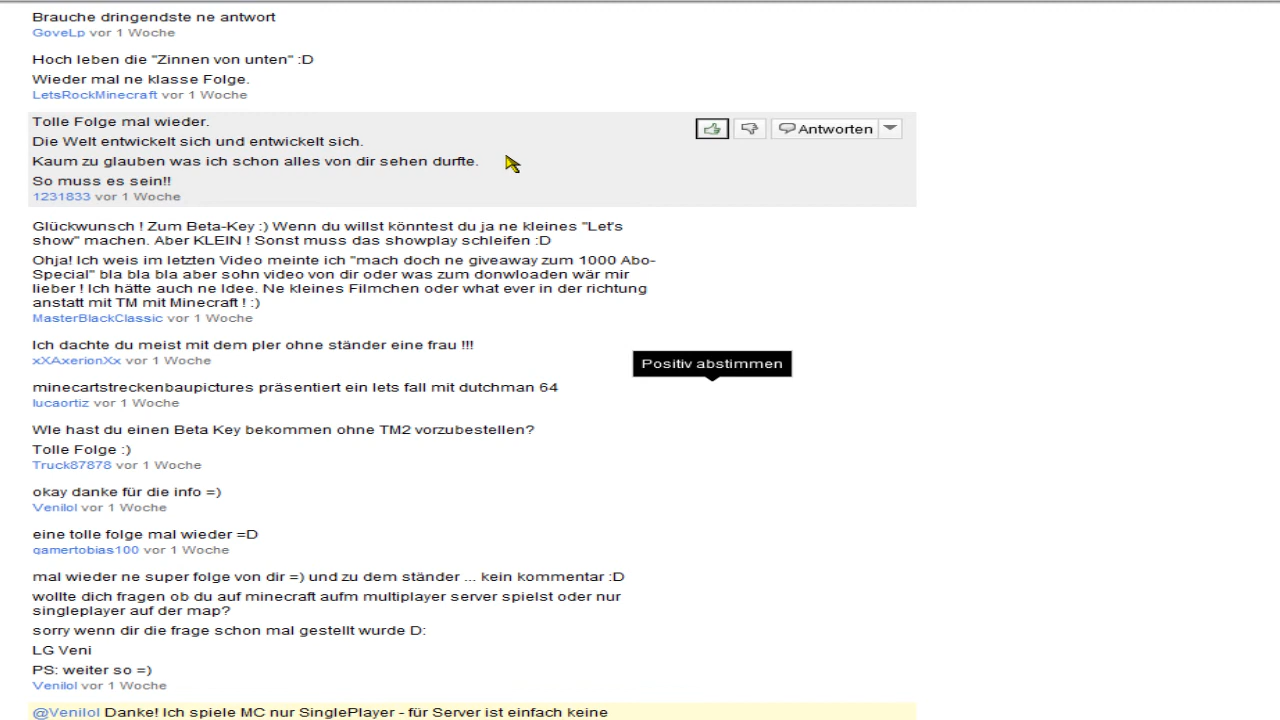 Brauche dringendste ne antwort
GoveLp vor 1 Woche
Hoch leben die "Zinnen von unten" :D
Wieder mal ne klasse Folge.
LetsRockMinecraft vor 1 Woche
Tolle Folge mal wieder.
Antworten
Die Welt entwickelt sich und entwickelt sich.
Kaum zu glauben was ich schon alles von dir sehen durfte.
So muss es sein!!
1231833 vor 1 Woche
Glückwunsch ! Zum Beta-Key :) Wenn du willst könntest du ja ne kleines "Let's
show" machen. Aber KLEIN ! Sonst muss das showplay schleifen :D
Ohja! Ich weis im letzten Video meinte ich "mach doch ne giveaway zum 1000 Abo-
Special" bla bla bla aber sohn video von dir oder was zum donwloaden wär mir
lieber ! Ich hätte auch ne Idee. Ne kleines Filmchen oder what ever in der richtung
anstatt mit TM mit Minecraft ! :)
MasterBlackClassic vor 1 Woche
Ich dachte du meist mit dem pler ohne ständer eine frau !!!
xXAxerionXx vor 1 Woche
Positiv abstimmen
minecartstreckenbaupictures präsentiert ein lets fall mit dutchman 64
lucaortiz vor 1 Woche
WIe hast du einen Beta Key bekommen ohne TM2 vorzubestellen?
Tolle Folge :)
Truck87878 vor 1 Woche
okay danke für die info =)
Venilol vor 1 Woche
eine tolle folge mal wieder =D
gamertobias100 vor 1 Woche
mal wieder ne super folge von dir =) und zu dem ständer ... kein kommentar :D
wollte dich fragen ob du auf minecraft aufm multiplayer server spielst oder nur
singleplayer auf der map?
sorry wenn dir die frage schon mal gestellt wurde D:
LG Veni
PS: weiter so =)
Venilol vor 1 Woche
@Venilol Danke! Ich spiele MC nur SinglePlayer - für Server ist einfach keine